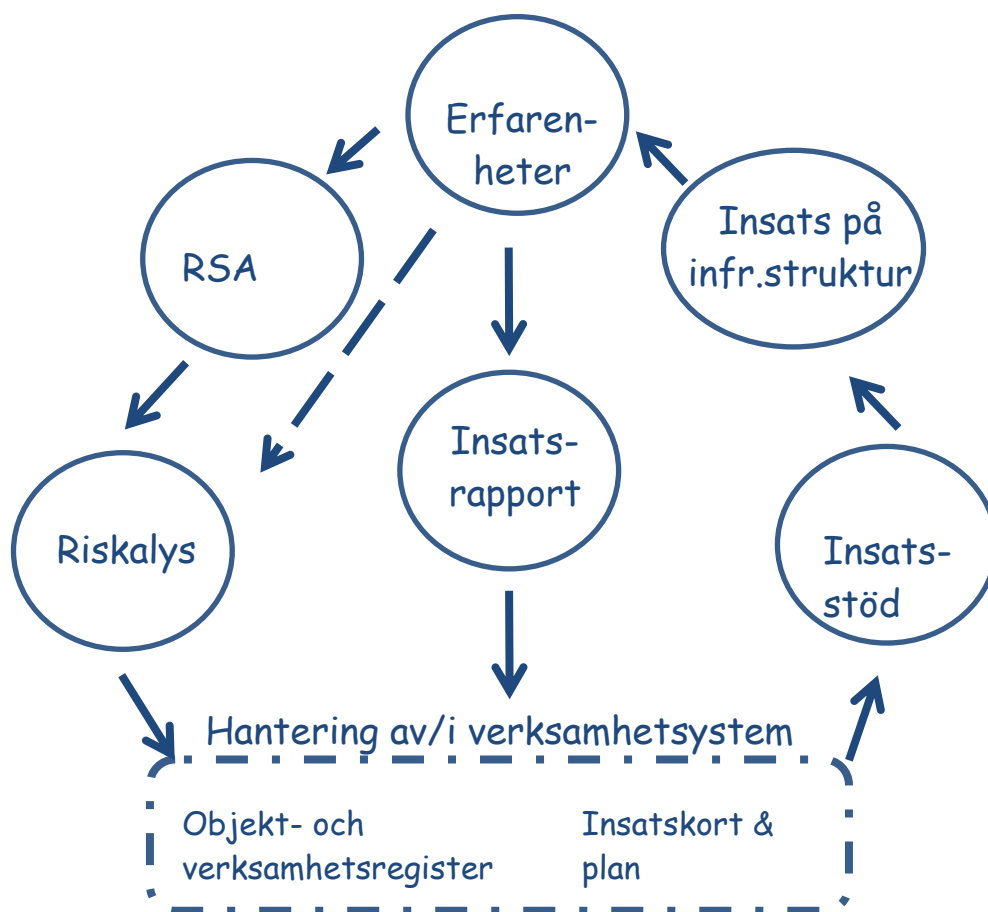 Erfaren-
heter
RSA
Insats på
infr.struktur
Insats-
rapport
Riskalys
Insats-
stöd
Hantering av/i verksamhetsystem
Objekt- och
verksamhetsregister
Insatskort &
plan